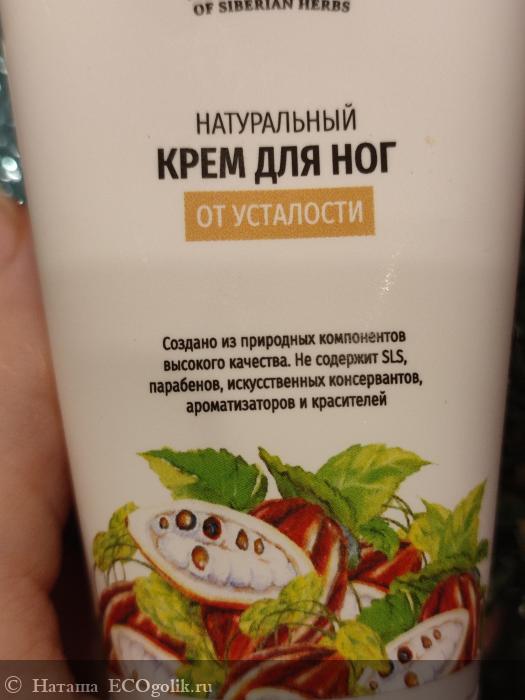 OF SIBERIAN HERBS
НАТУРАЛЬНЫЙ
КРЕМ ДЛЯ НОГ
ОТ УСТАЛОСТИ
Создано из природных компонентов
высокого качества. Не содержит SLS,
парабенов, искусственных консервантов,
ароматизаторов и красителей
© Наташа ECOgolik.ru